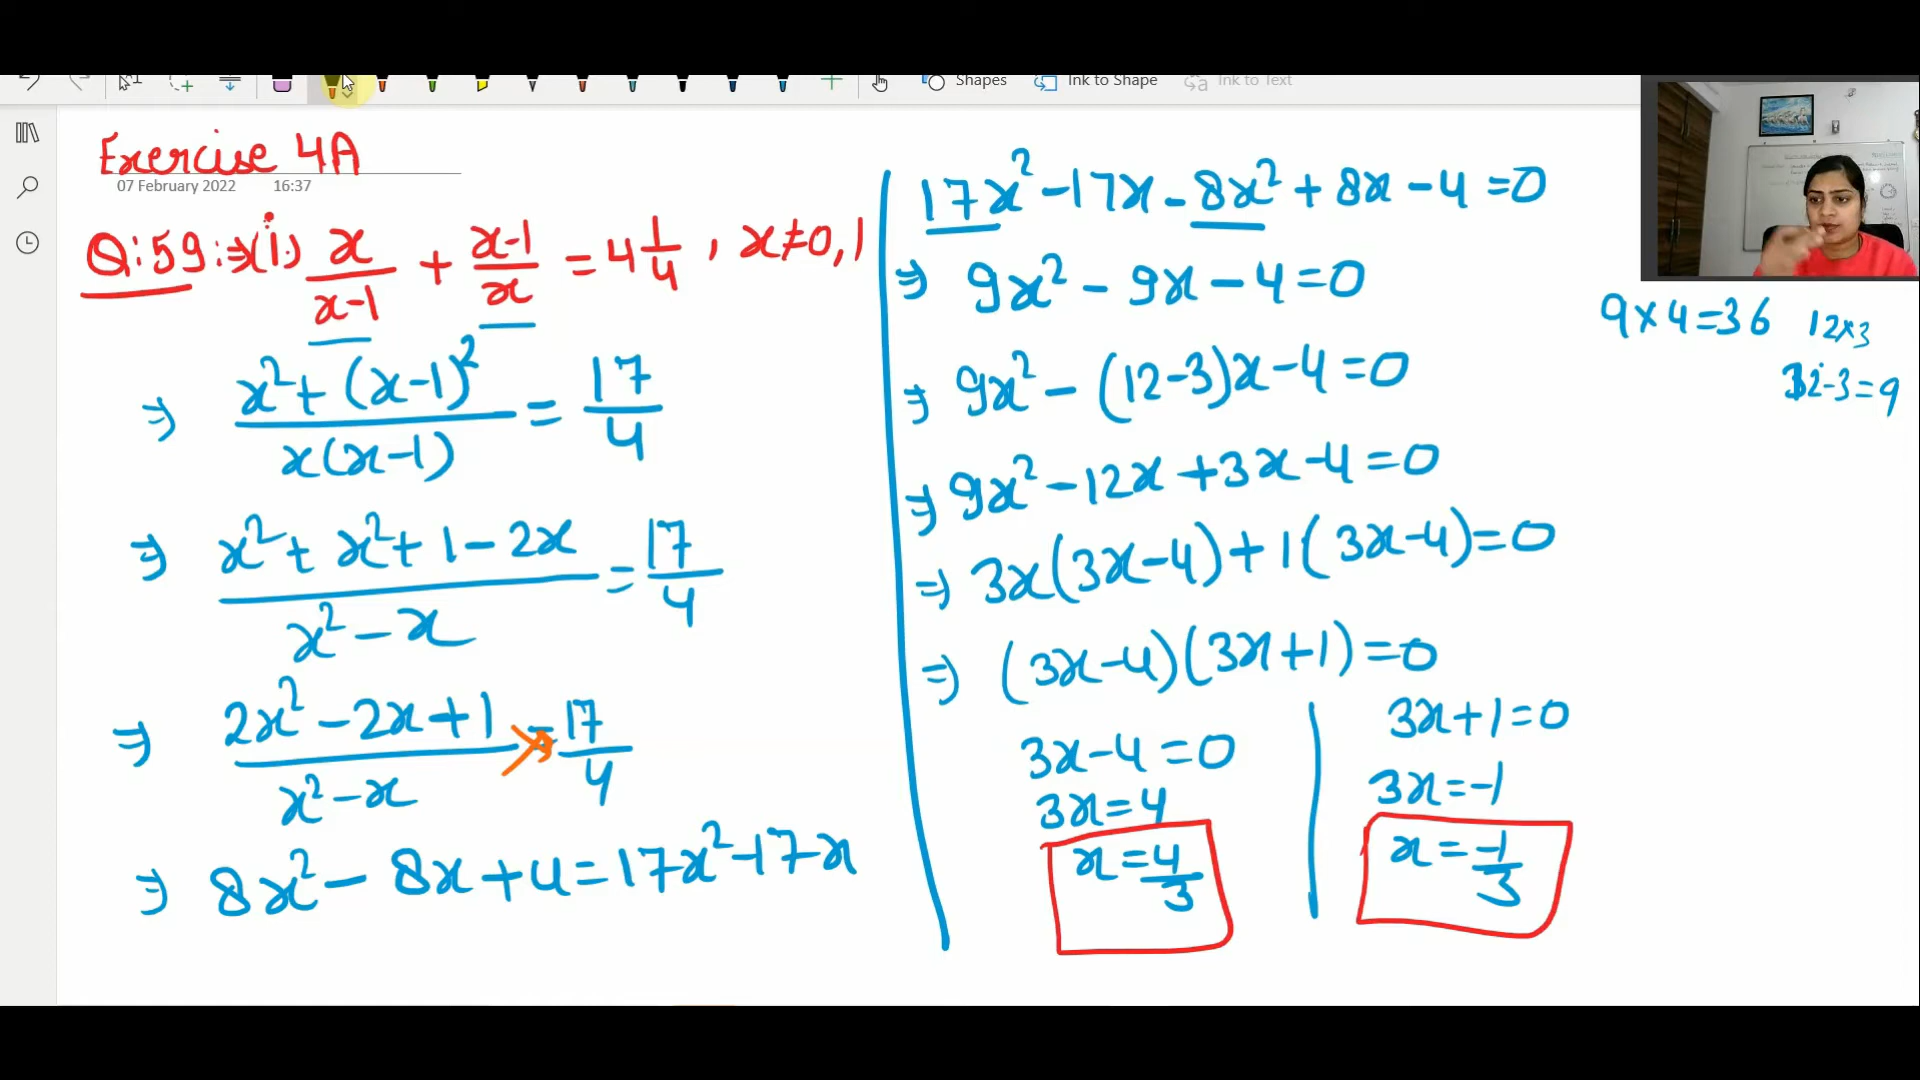 Shapes Ink to Shape Ink to Text
Exercise 4A
07 February 2022 16:37
Q:59:⇒(i) x/(x-1) + (x-1)/x = 4 1/4 , x≠0,1
⇒ (x² + (x-1)²)/(x(x-1)) = 17/4
⇒ (x² + x² + 1 - 2x)/(x² - x) = 17/4
⇒ (2x² - 2x + 1)/(x² - x) = 17/4
⇒ 8x² - 8x + 4 = 17x² - 17x
17x² - 17x - 8x² + 8x - 4 = 0
⇒ 9x² - 9x - 4 = 0
⇒ 9x² - (12-3)x - 4 = 0
⇒ 9x² - 12x + 3x - 4 = 0
⇒ 3x(3x-4) + 1(3x-4) = 0
⇒ (3x-4)(3x+1) = 0
3x - 4 = 0
3x = 4
x = 4/3
3x + 1 = 0
3x = -1
x = -1/3
9×4=36 12×3
12-3=9